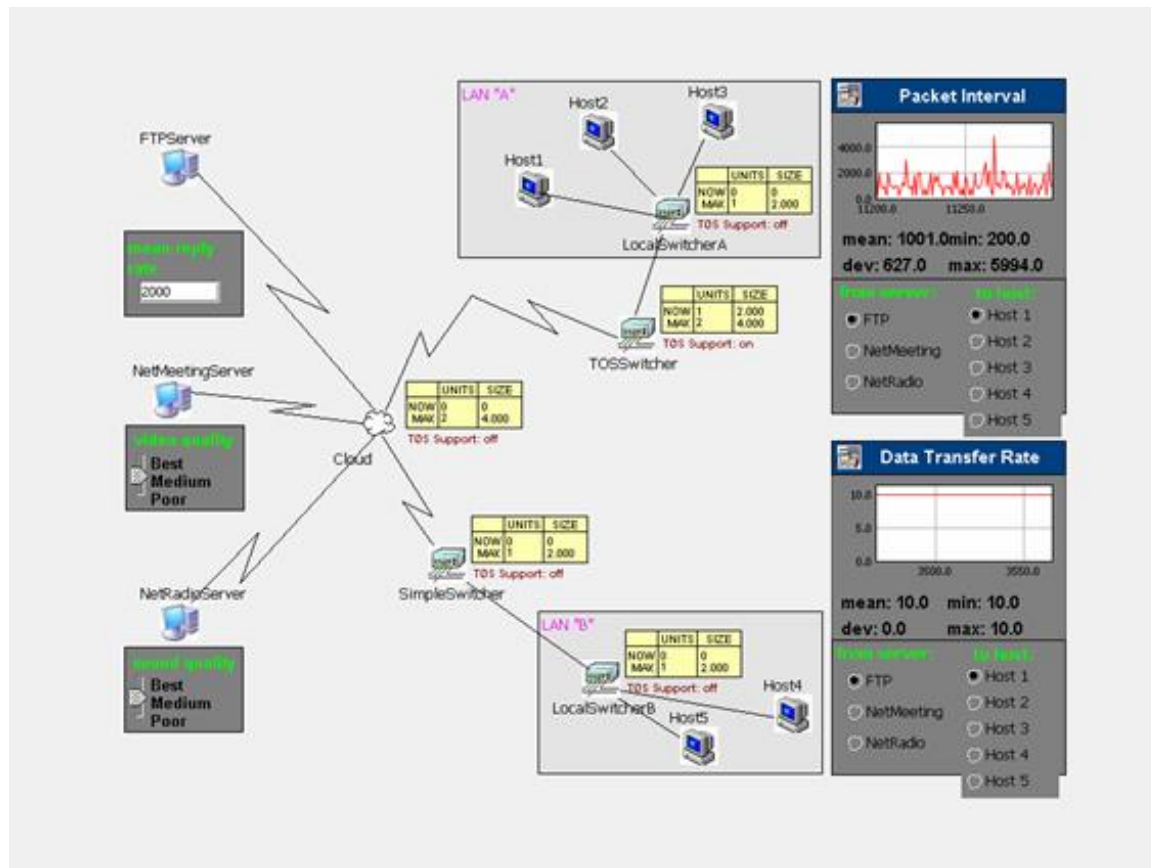 LAN "A"
Host2
Host3
Host1
UNITS SIZE
NOW 0 0
MAX 1 2.000
TOS Support: off
LocalSwitcherA
FTPServer
mean reply
rate
2000
UNITS SIZE
NOW 1 2.000
MAX 2 4.000
TOS Support: on
TOSSwitcher
NetMeetingServer
UNITS SIZE
NOW 0 0
MAX 2 4.000
TOS Support: off
Cloud
video quality
Best
Medium
Poor
UNITS SIZE
NOW 0 0
MAX 1 2.000
TOS Support: off
SimpleSwitcher
NetRadioServer
sound quality
Best
Medium
Poor
LAN "B"
UNITS SIZE
NOW 0 0
MAX 1 2.000
TOS Support: off
LocalSwitcherB
Host4
Host5
Packet Interval
4000.0
2000.0
0.0
11200.0 11250.0
mean: 1001.0 min: 200.0
dev: 627.0 max: 5994.0
from server: to host:
FTP Host 1
NetMeeting Host 2
NetRadio Host 3
Host 4
Host 5
Data Transfer Rate
10.0
5.0
0.0
3500.0 3550.0
mean: 10.0 min: 10.0
dev: 0.0 max: 10.0
from server: to host:
FTP Host 1
NetMeeting Host 2
NetRadio Host 3
Host 4
Host 5